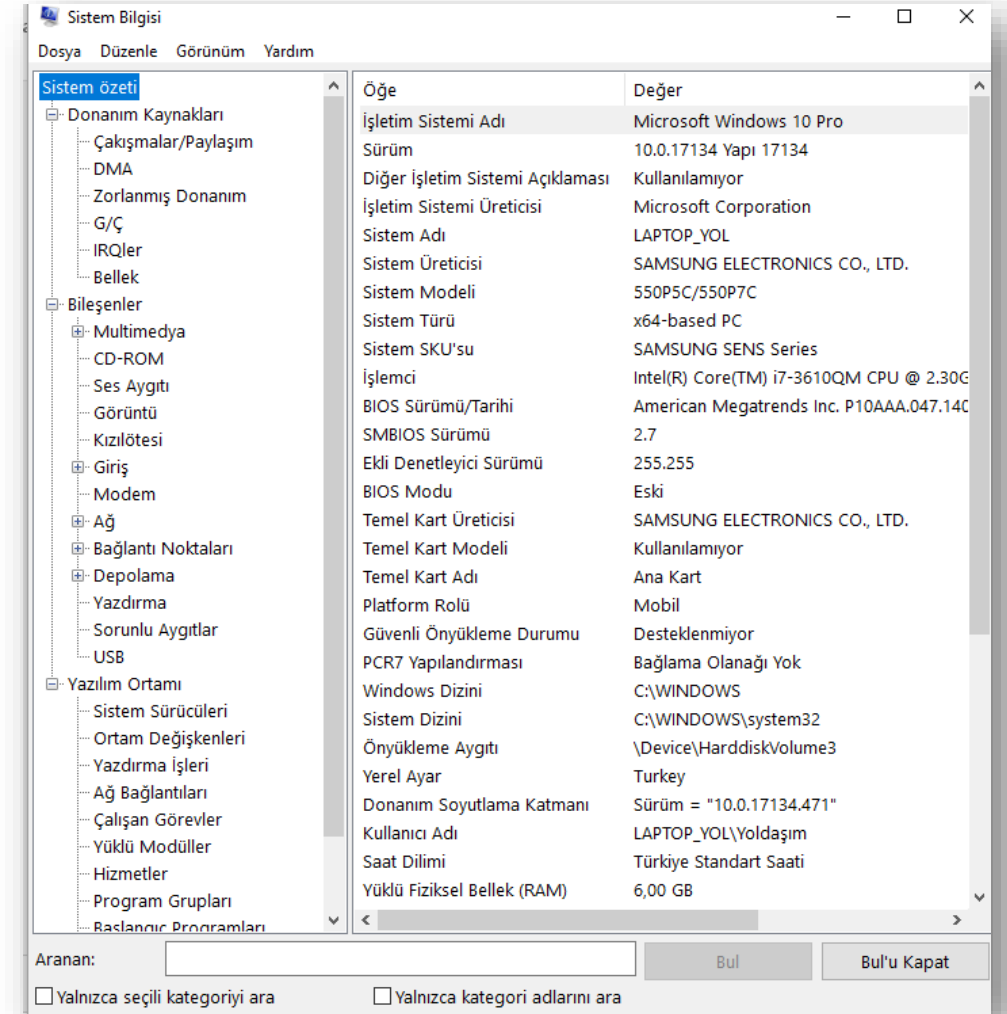 Sistem Bilgisi
Dosya Düzenle Görünüm Yardım
Sistem özeti
Donanım Kaynakları
Çakışmalar/Paylaşım
DMA
Zorlanmış Donanım
G/Ç
IRQler
Bellek
Bileşenler
Multimedya
CD-ROM
Ses Aygıtı
Görüntü
Kızılötesi
Giriş
Modem
Ağ
Bağlantı Noktaları
Depolama
Yazdırma
Sorunlu Aygıtlar
USB
Yazılım Ortamı
Sistem Sürücüleri
Ortam Değişkenleri
Yazdırma İşleri
Ağ Bağlantıları
Çalışan Görevler
Yüklü Modüller
Hizmetler
Program Grupları
Başlangıç Programları
Öğe Değer
İşletim Sistemi Adı Microsoft Windows 10 Pro
Sürüm 10.0.17134 Yapı 17134
Diğer İşletim Sistemi Açıklaması Kullanılamıyor
İşletim Sistemi Üreticisi Microsoft Corporation
Sistem Adı LAPTOP_YOL
Sistem Üreticisi SAMSUNG ELECTRONICS CO., LTD.
Sistem Modeli 550P5C/550P7C
Sistem Türü x64-based PC
Sistem SKU'su SAMSUNG SENS Series
İşlemci Intel(R) Core(TM) i7-3610QM CPU @ 2.30G
BIOS Sürümü/Tarihi American Megatrends Inc. P10AAA.047.140
SMBIOS Sürümü 2.7
Ekli Denetleyici Sürümü 255.255
BIOS Modu Eski
Temel Kart Üreticisi SAMSUNG ELECTRONICS CO., LTD.
Temel Kart Modeli Kullanılamıyor
Temel Kart Adı Ana Kart
Platform Rolü Mobil
Güvenli Önyükleme Durumu Desteklenmiyor
PCR7 Yapılandırması Bağlama Olanağı Yok
Windows Dizini C:\WINDOWS
Sistem Dizini C:\WINDOWS\system32
Önyükleme Aygıtı \Device\HarddiskVolume3
Yerel Ayar Turkey
Donanım Soyutlama Katmanı Sürüm = "10.0.17134.471"
Kullanıcı Adı LAPTOP_YOL\Yoldaşım
Saat Dilimi Türkiye Standart Saati
Yüklü Fiziksel Bellek (RAM) 6,00 GB
Aranan: Bul Bul'u Kapat
Yalnızca seçili kategoriyi ara Yalnızca kategori adlarını ara